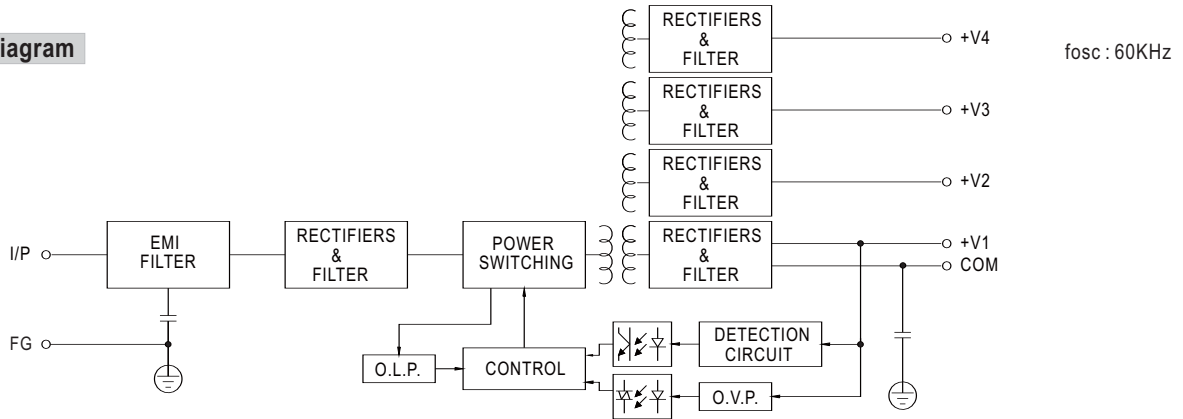 iagram
RECTIFIERS
&
FILTER
+V4
fosc : 60KHz
RECTIFIERS
&
FILTER
+V3
RECTIFIERS
&
FILTER
+V2
I/P
EMI
FILTER
RECTIFIERS
&
FILTER
POWER
SWITCHING
RECTIFIERS
&
FILTER
+V1
COM
FG
O.L.P.
CONTROL
DETECTION
CIRCUIT
O.V.P.